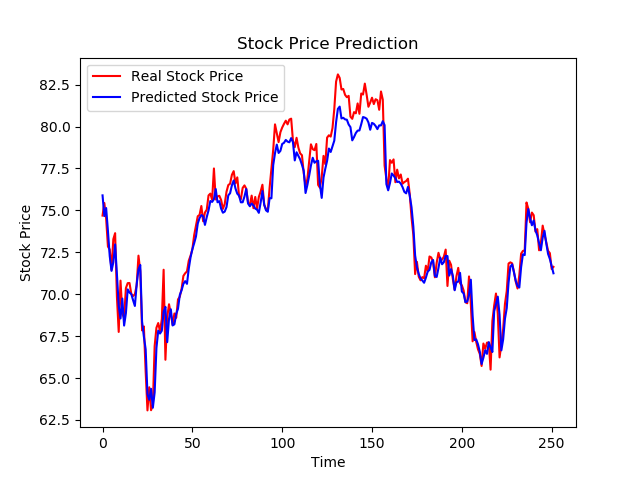 Stock Price Prediction
Real Stock Price
Predicted Stock Price
82.5
80.0
77.5
75.0
72.5
70.0
67.5
65.0
62.5
Stock Price
0 50 100 150 200 250
Time